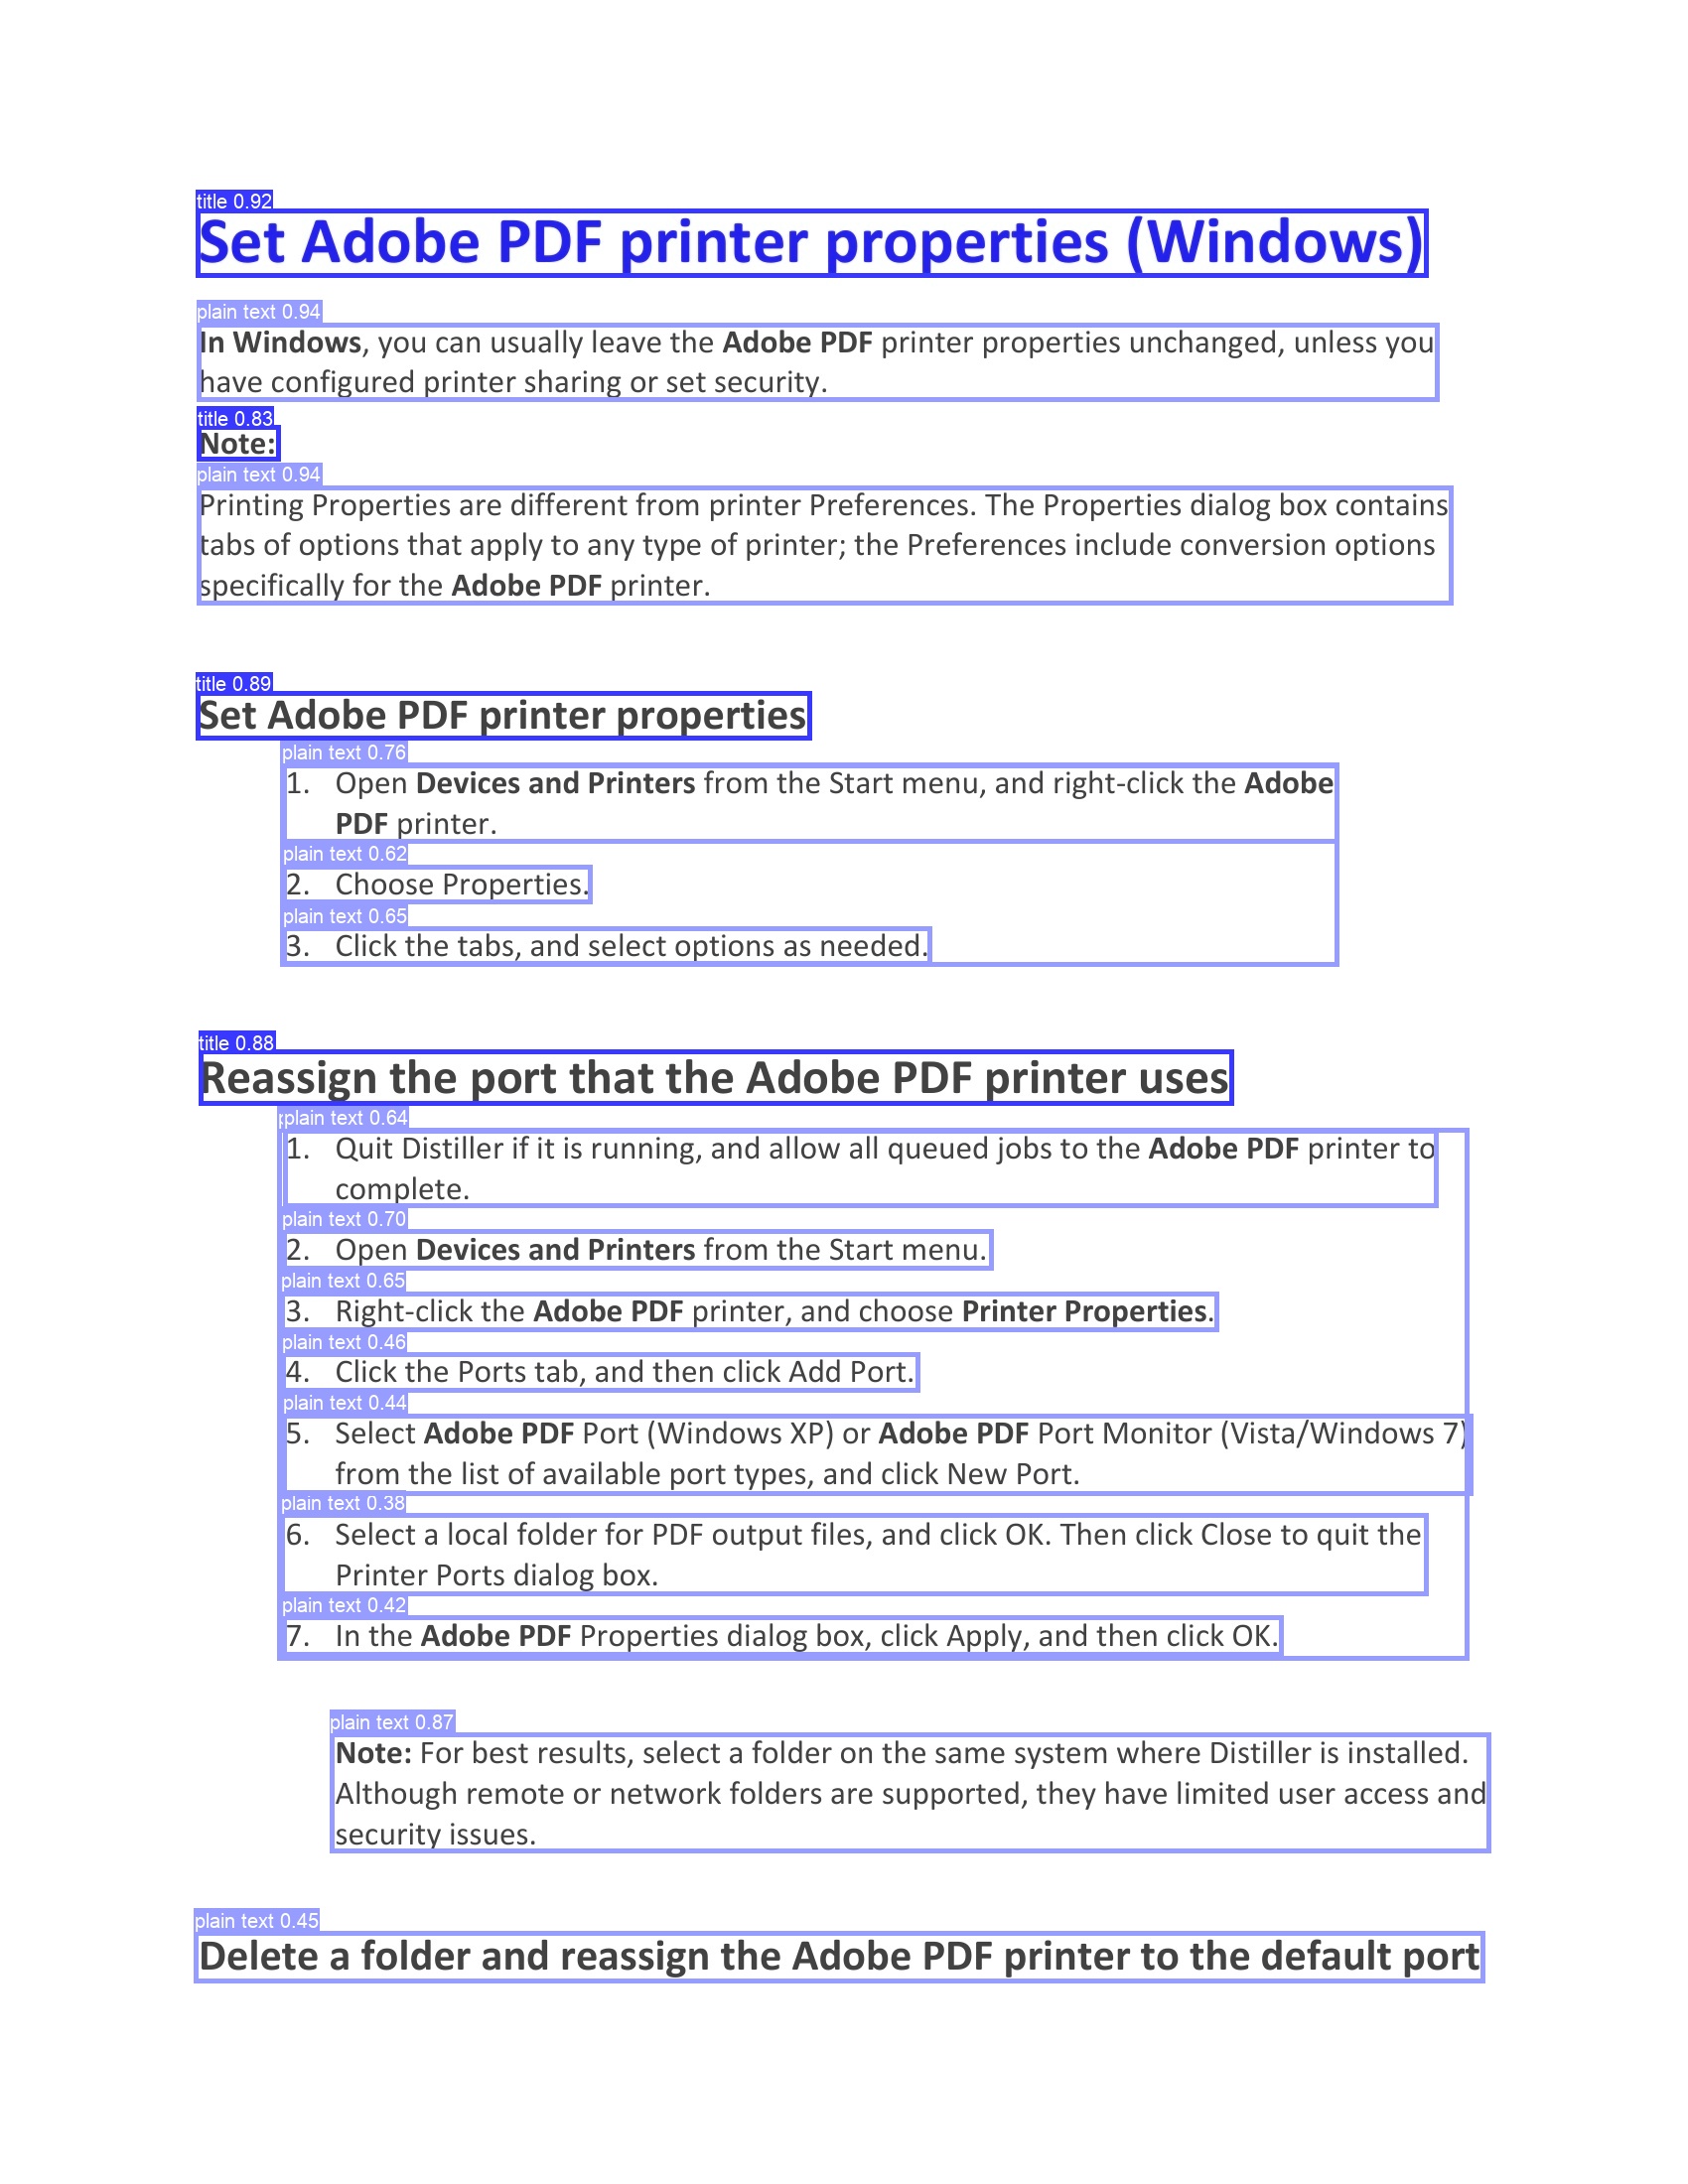 title 0.92
Set Adobe PDF printer properties (Windows)
plain text 0.94
In Windows, you can usually leave the Adobe PDF printer properties unchanged, unless you
have configured printer sharing or set security.
title 0.83
Note:
plain text 0.94
Printing Properties are different from printer Preferences. The Properties dialog box contains
tabs of options that apply to any type of printer; the Preferences include conversion options
specifically for the Adobe PDF printer.
title 0.89
Set Adobe PDF printer properties
plain text 0.76
1. Open Devices and Printers from the Start menu, and right-click the Adobe
PDF printer.
plain text 0.62
2. Choose Properties.
plain text 0.65
3. Click the tabs, and select options as needed.
title 0.88
Reassign the port that the Adobe PDF printer uses
plain text 0.64
1. Quit Distiller if it is running, and allow all queued jobs to the Adobe PDF printer to
complete.
plain text 0.70
2. Open Devices and Printers from the Start menu.
plain text 0.65
3. Right-click the Adobe PDF printer, and choose Printer Properties.
plain text 0.46
4. Click the Ports tab, and then click Add Port.
plain text 0.44
5. Select Adobe PDF Port (Windows XP) or Adobe PDF Port Monitor (Vista/Windows 7)
from the list of available port types, and click New Port.
plain text 0.38
6. Select a local folder for PDF output files, and click OK. Then click Close to quit the
Printer Ports dialog box.
plain text 0.42
7. In the Adobe PDF Properties dialog box, click Apply, and then click OK.
plain text 0.87
Note: For best results, select a folder on the same system where Distiller is installed.
Although remote or network folders are supported, they have limited user access and
security issues.
plain text 0.45
Delete a folder and reassign the Adobe PDF printer to the default port